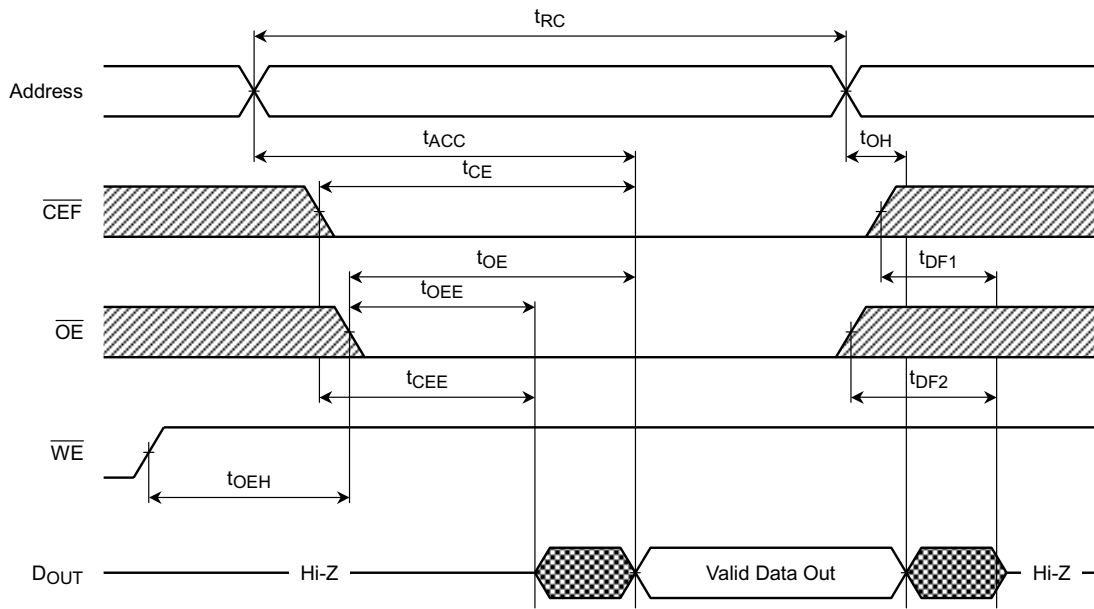 tRC
Address
tACC
tOH
tCE
CEF
tOE
tDF1
tOEE
OE
tCEE
tDF2
WE
tOEH
DOUT
Hi-Z
Valid Data Out
Hi-Z